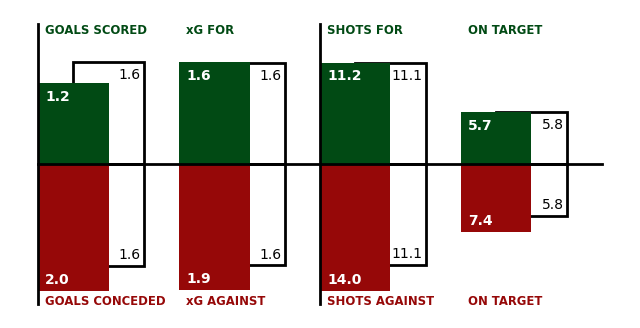 GOALS SCORED xG FOR SHOTS FOR ON TARGET
1.2 1.6 1.6 1.6 11.2 11.1 5.7 5.8
2.0 1.6 1.9 1.6 14.0 11.1 7.4 5.8
GOALS CONCEDED xG AGAINST SHOTS AGAINST ON TARGET